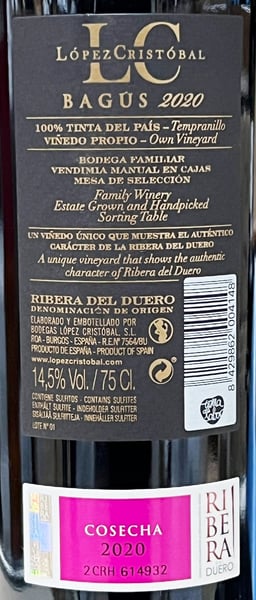 LC
LÓPEZCRISTÓBAL
BAGÚS 2020
100% TINTA DEL PAÍS – Tempranillo
VIÑEDO PROPIO – Own Vineyard
BODEGA FAMILIAR
VENDIMIA MANUAL EN CAJAS
MESA DE SELECCIÓN
Family Winery
Estate Grown and Handpicked
Sorting Table
UN VIÑEDO ÚNICO QUE MUESTRA EL AUTÉNTICO
CARÁCTER DE LA RIBERA DEL DUERO
A unique vineyard that shows the authentic
character of Ribera del Duero
RIBERA DEL DUERO
DENOMINACIÓN DE ORIGEN
ELABORADO Y EMBOTELLADO POR
BODEGAS LÓPEZ CRISTÓBAL, S.L.
ROA - BURGOS - ESPAÑA - R.E.Nº 7564/BU
PRODUCTO DE ESPAÑA - PRODUCT OF SPAIN
www.lopezcristobal.com
14,5% Vol. / 75 Cl.
CONTIENE SULFITOS - CONTAINS SULFITES
ENTHÄLT SULFITE - INDEHOLDER SULFITTER
SISÄLTÄÄ SULFIITTEJA - INNEHÅLLER SULFITER
LOTE Nº 01
8 429862 004148
COSECHA
2020
2CRH 614932
RIBERA
DUERO